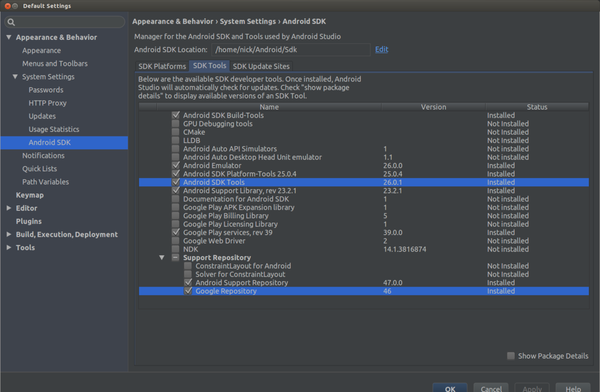 Default Settings
Appearance & Behavior
Appearance
Menus and Toolbars
System Settings
Passwords
HTTP Proxy
Updates
Usage Statistics
Android SDK
Notifications
Quick Lists
Path Variables
Keymap
Editor
Plugins
Build, Execution, Deployment
Tools
Appearance & Behavior › System Settings › Android SDK
Manager for the Android SDK and Tools used by Android Studio
Android SDK Location: /home/nick/Android/Sdk Edit
SDK Platforms SDK Tools SDK Update Sites
Below are the available SDK developer tools. Once installed, Android
Studio will automatically check for updates. Check "show package
details" to display available versions of an SDK Tool.
Name Version Status
Android SDK Build-Tools Installed
GPU Debugging tools Not Installed
CMake Not Installed
LLDB Not Installed
Android Auto API Simulators 1 Not installed
Android Auto Desktop Head Unit emulator 1.1 Not installed
Android Emulator 26.0.0 Installed
Android SDK Platform-Tools 25.0.4 25.0.4 Installed
Android SDK Tools 26.0.1 Installed
Android Support Library, rev 23.2.1 23.2.1 Installed
Documentation for Android SDK 1 Not installed
Google Play APK Expansion library 1 Not installed
Google Play Billing Library 5 Not installed
Google Play Licensing Library 1 Not installed
Google Play services, rev 39 39.0.0 Installed
Google Web Driver 2 Not installed
NDK 14.1.3816874 Not installed
Support Repository
ConstraintLayout for Android Not Installed
Solver for ConstraintLayout Not Installed
Android Support Repository 47.0.0 Installed
Google Repository 46 Installed
Show Package Details
OK Cancel Apply Help